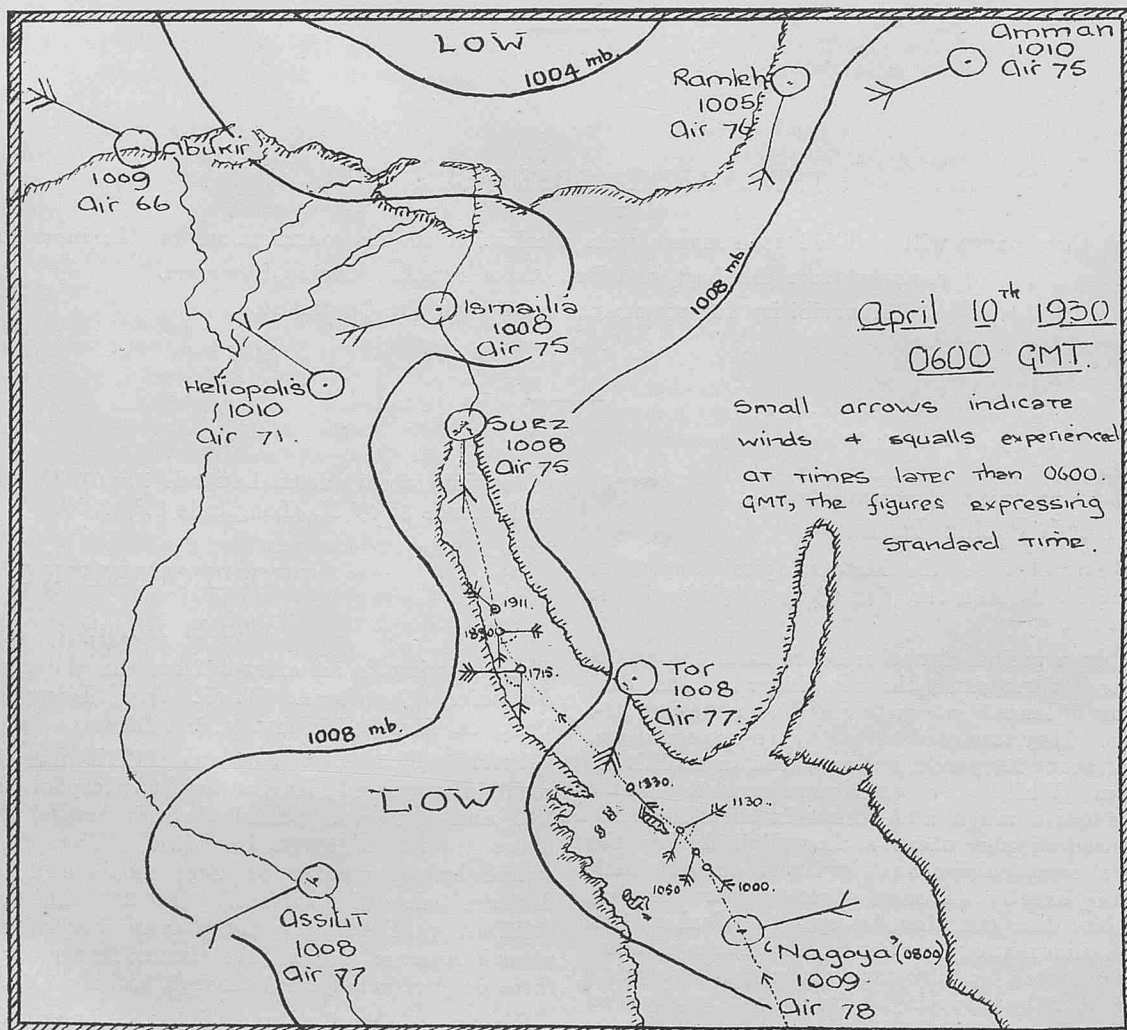 LOW
1004 mb.
Amman
1010
Air 75
Ramleh
1005
Air 76
Abukir
1009
Air 66
1008 mb
Ismailia
1008
Air 75
April 10TH 1930
0600 GMT.
Heliopolis
1010
Air 71.
SUEZ
1008
Air 75
Small arrows indicate
winds & squalls experienced
at times later than 0600.
GMT, The figures expressing
Standard Time.
1911.
1830
1715.
Tor
1008
Air 77.
1008 mb.
LOW
1330.
1130.
1050
1000.
ASSIUT
1008
Air 77
'Nagoya' (0800)
1009
Air 78